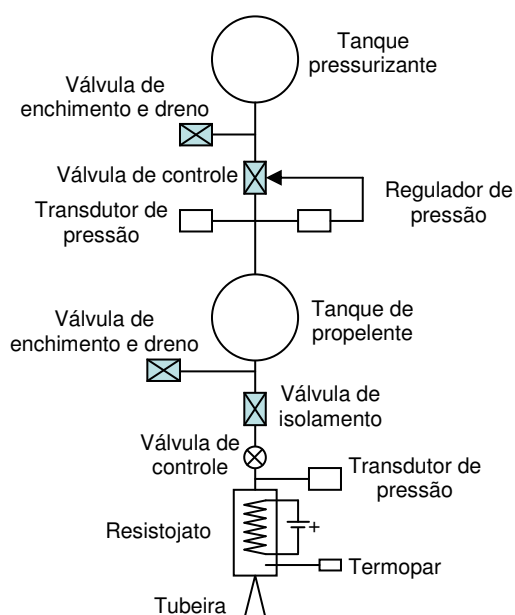 Tanque
pressurizante
Válvula de
enchimento e dreno
Válvula de controle
Regulador de
pressão
Transdutor de
pressão
Tanque de
propelente
Válvula de
enchimento e dreno
Válvula de
isolamento
Válvula de
controle
Transdutor de
pressão
Resistojato
+
Termopar
Tubeira